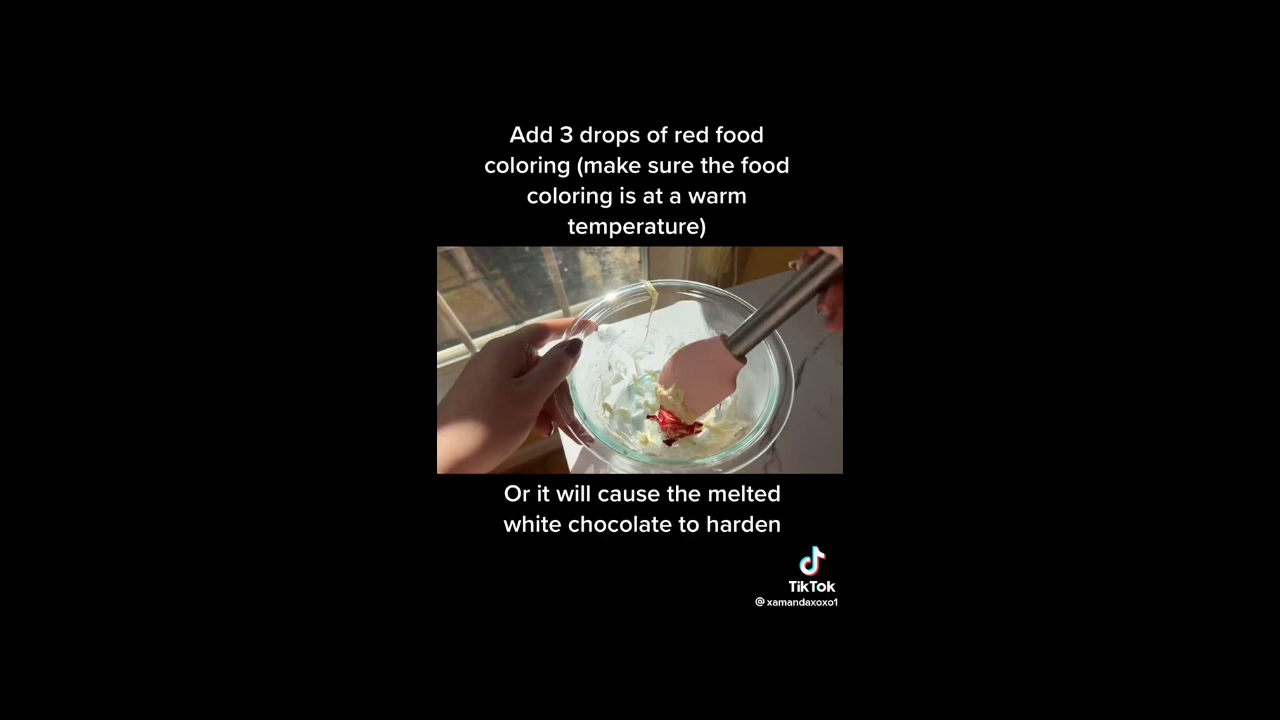 Add 3 drops of red food
coloring (make sure the food
coloring is at a warm
temperature)
Or it will cause the melted
white chocolate to harden
TikTok
@xamandaxoxo1